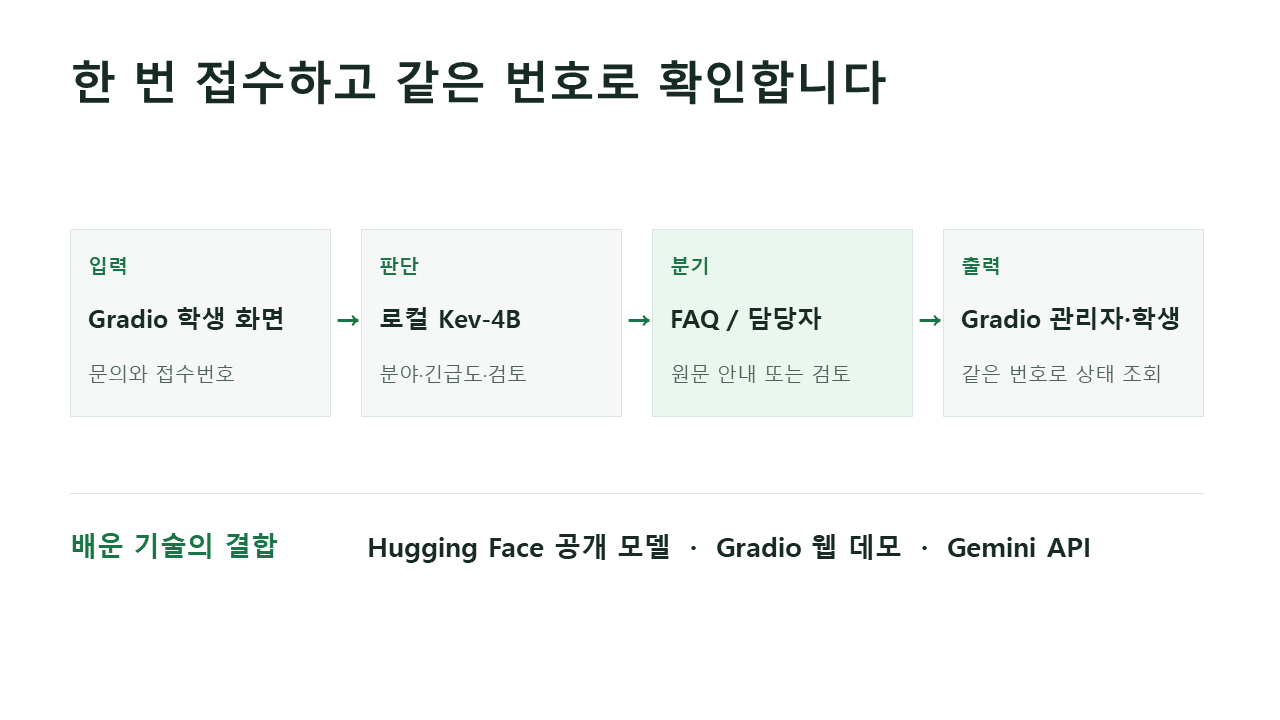 한 번 접수하고 같은 번호로 확인합니다
입력
Gradio 학생 화면
문의와 접수번호
→
판단
로컬 Kev-4B
분야·긴급도·검토
→
분기
FAQ / 담당자
원문 안내 또는 검토
→
출력
Gradio 관리자·학생
같은 번호로 상태 조회
배운 기술의 결합
Hugging Face 공개 모델 · Gradio 웹 데모 · Gemini API